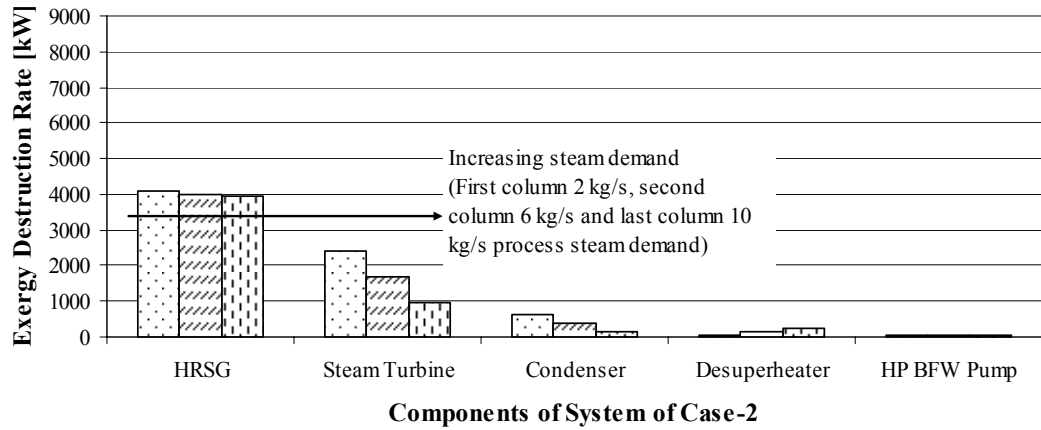 Exergy Destruction Rate [kW]
9000
8000
7000
6000
5000
4000
3000
2000
1000
0
Increasing steam demand
(First column 2 kg/s, second
column 6 kg/s and last column 10
kg/s process steam demand)
HRSG
Steam Turbine
Condenser
Desuperheater
HP BFW Pump
Components of System of Case-2